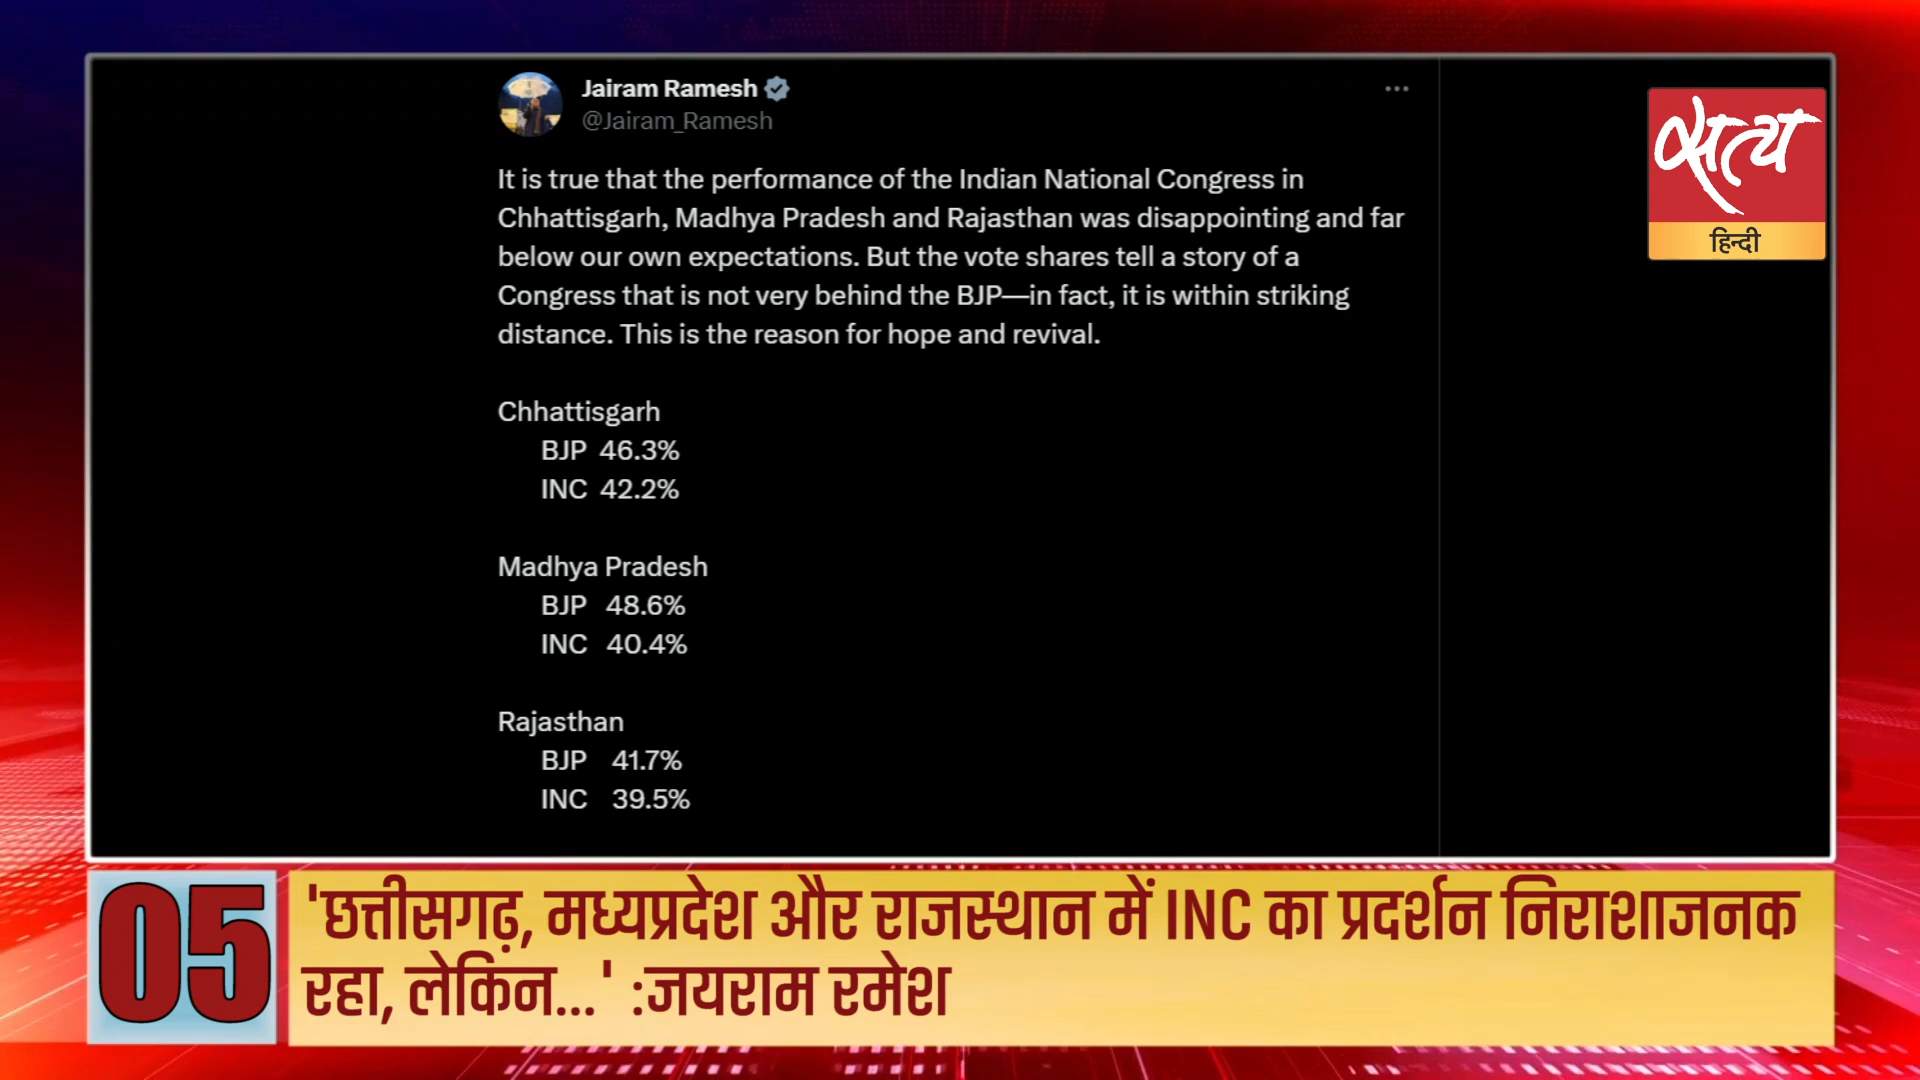 Jairam Ramesh
@Jairam_Ramesh
It is true that the performance of the Indian National Congress in
Chhattisgarh, Madhya Pradesh and Rajasthan was disappointing and far
below our own expectations. But the vote shares tell a story of a
Congress that is not very behind the BJP—in fact, it is within striking
distance. This is the reason for hope and revival.
Chhattisgarh
BJP 46.3%
INC 42.2%
Madhya Pradesh
BJP 48.6%
INC 40.4%
Rajasthan
BJP 41.7%
INC 39.5%
सत्य
हिन्दी
05
'छत्तीसगढ़, मध्यप्रदेश और राजस्थान में INC का प्रदर्शन निराशाजनक
रहा, लेकिन...' :जयराम रमेश